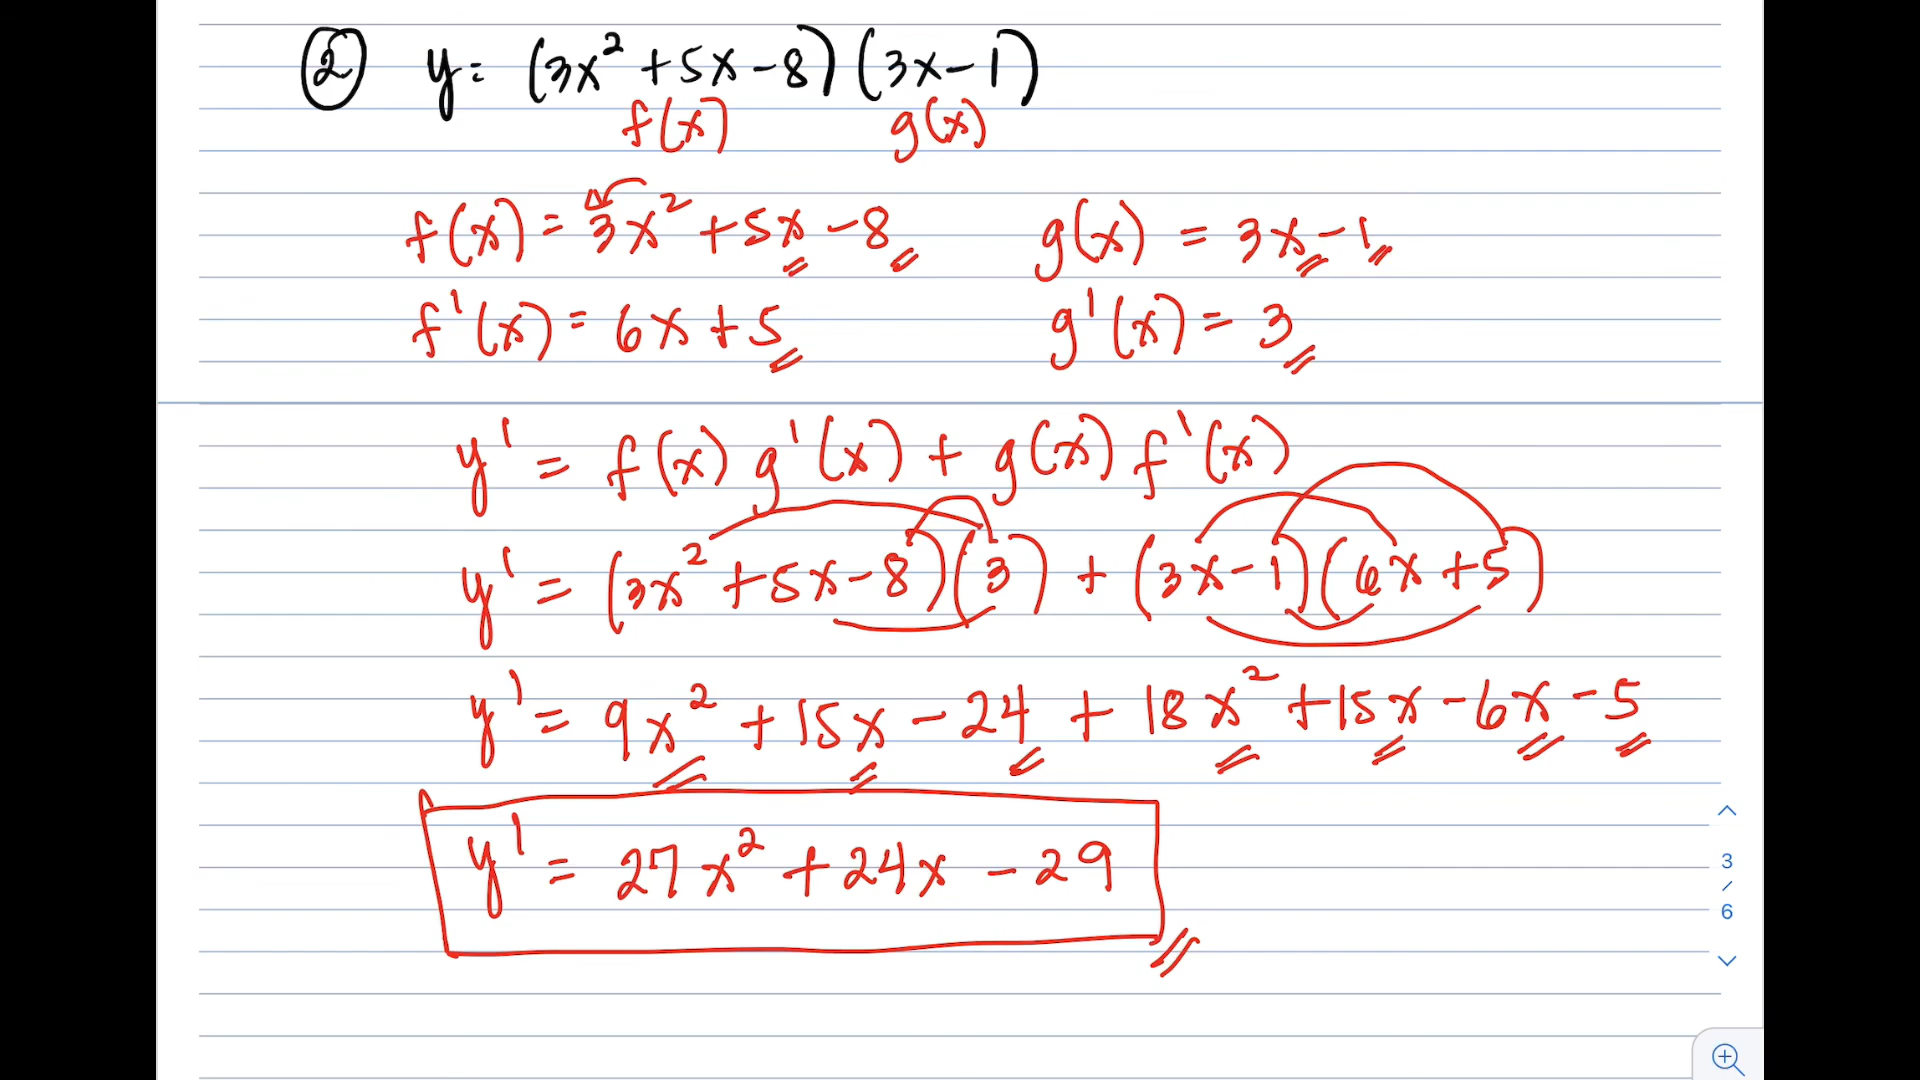 ② y = (3x² + 5x - 8) (3x - 1)
f(x) g(x)
f(x) = 3x² + 5x - 8 g(x) = 3x - 1
f'(x) = 6x + 5 g'(x) = 3
y' = f(x) g'(x) + g(x) f'(x)
y' = (3x² + 5x - 8)(3) + (3x - 1)(6x + 5)
y' = 9x² + 15x - 24 + 18x² + 15x - 6x - 5
y' = 27x² + 24x - 29
3
/
6